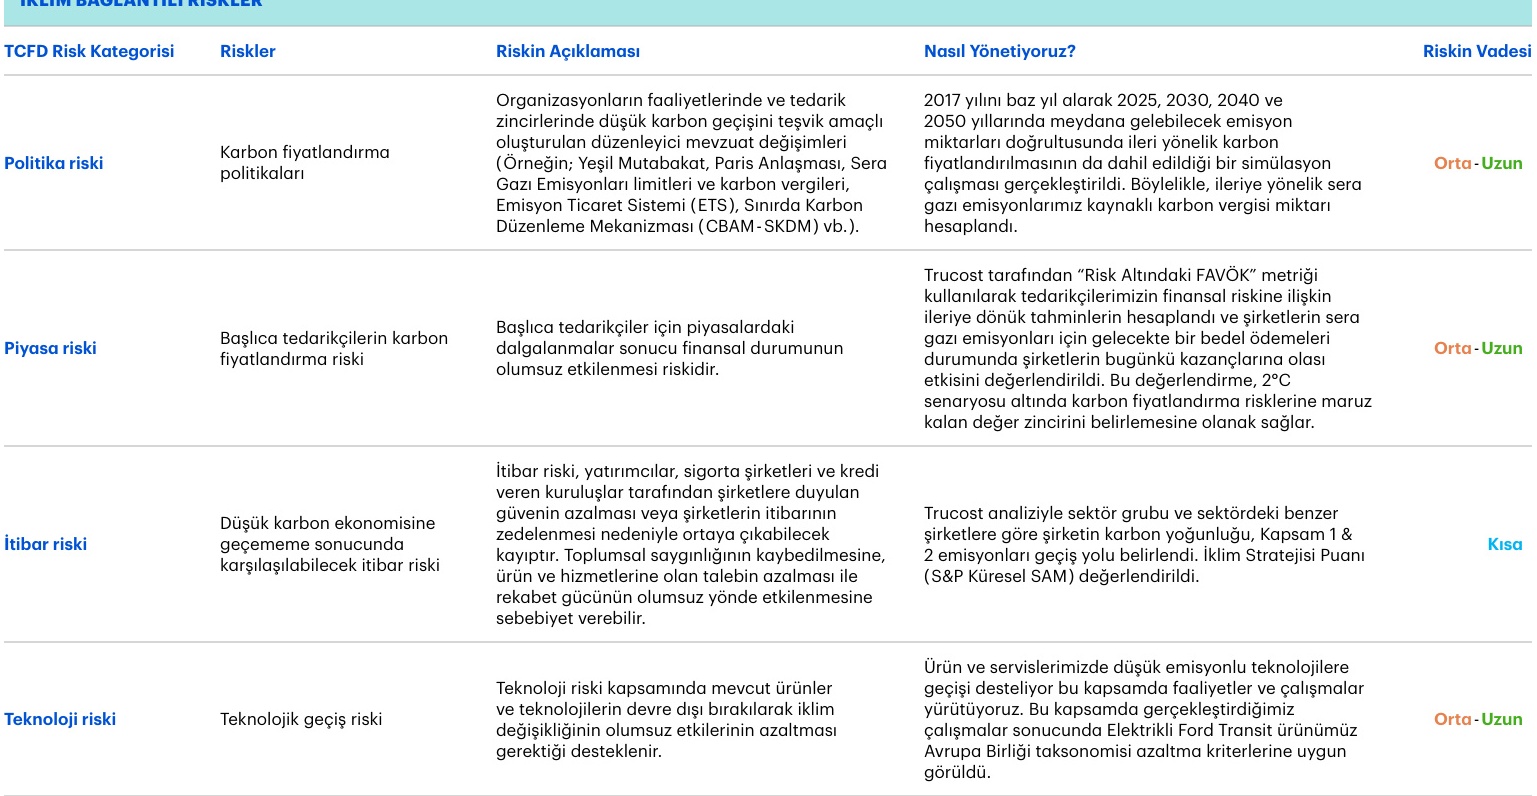 İKLİM BAĞLANTILI RİSKLER
TCFD Risk Kategorisi
Riskler
Riskin Açıklaması
Nasıl Yönetiyoruz?
Riskin Vadesi
Politika riski
Karbon fiyatlandırma
politikaları
Organizasyonların faaliyetlerinde ve tedarik
zincirlerinde düşük karbon geçişini teşvik amaçlı
oluşturulan düzenleyici mevzuat değişimleri
(Örneğin; Yeşil Mutabakat, Paris Anlaşması, Sera
Gazı Emisyonları limitleri ve karbon vergileri,
Emisyon Ticaret Sistemi (ETS), Sınırda Karbon
Düzenleme Mekanizması (CBAM-SKDM) vb.).
2017 yılını baz yıl alarak 2025, 2030, 2040 ve
2050 yıllarında meydana gelebilecek emisyon
miktarları doğrultusunda ileri yönelik karbon
fiyatlandırılmasının da dahil edildiği bir simülasyon
çalışması gerçekleştirildi. Böylelikle, ileriye yönelik sera
gazı emisyonlarımız kaynaklı karbon vergisi miktarı
hesaplandı.
Orta-Uzun
Piyasa riski
Başlıca tedarikçilerin karbon
fiyatlandırma riski
Başlıca tedarikçiler için piyasalardaki
dalgalanmalar sonucu finansal durumunun
olumsuz etkilenmesi riskidir.
Trucost tarafından “Risk Altındaki FAVÖK” metriği
kullanılarak tedarikçilerimizin finansal riskine ilişkin
ileriye dönük tahminlerin hesaplandı ve şirketlerin sera
gazı emisyonları için gelecekte bir bedel ödemeleri
durumunda şirketlerin bugünkü kazançlarına olası
etkisini değerlendirildi. Bu değerlendirme, 2°C
senaryosu altında karbon fiyatlandırma risklerine maruz
kalan değer zincirini belirlemesine olanak sağlar.
Orta-Uzun
İtibar riski
Düşük karbon ekonomisine
geçememe sonucunda
karşılaşılabilecek itibar riski
İtibar riski, yatırımcılar, sigorta şirketleri ve kredi
veren kuruluşlar tarafından şirketlere duyulan
güvenin azalması veya şirketlerin itibarının
zedelenmesi nedeniyle ortaya çıkabilecek
kayıptır. Toplumsal saygınlığının kaybedilmesine,
ürün ve hizmetlerine olan talebin azalması ile
rekabet gücünün olumsuz yönde etkilenmesine
sebebiyet verebilir.
Trucost analiziyle sektör grubu ve sektördeki benzer
şirketlere göre şirketin karbon yoğunluğu, Kapsam 1 &
2 emisyonları geçiş yolu belirlendi. İklim Stratejisi Puanı
(S&P Küresel SAM) değerlendirildi.
Kısa
Teknoloji riski
Teknolojik geçiş riski
Teknoloji riski kapsamında mevcut ürünler
ve teknolojilerin devre dışı bırakılarak iklim
değişikliğinin olumsuz etkilerinin azaltması
gerektiği desteklenir.
Ürün ve servislerimizde düşük emisyonlu teknolojilere
geçişi desteliyor bu kapsamda faaliyetler ve çalışmalar
yürütüyoruz. Bu kapsamda gerçekleştirdiğimiz
çalışmalar sonucunda Elektrikli Ford Transit ürünümüz
Avrupa Birliği taksonomisi azaltma kriterlerine uygun
görüldü.
Orta-Uzun